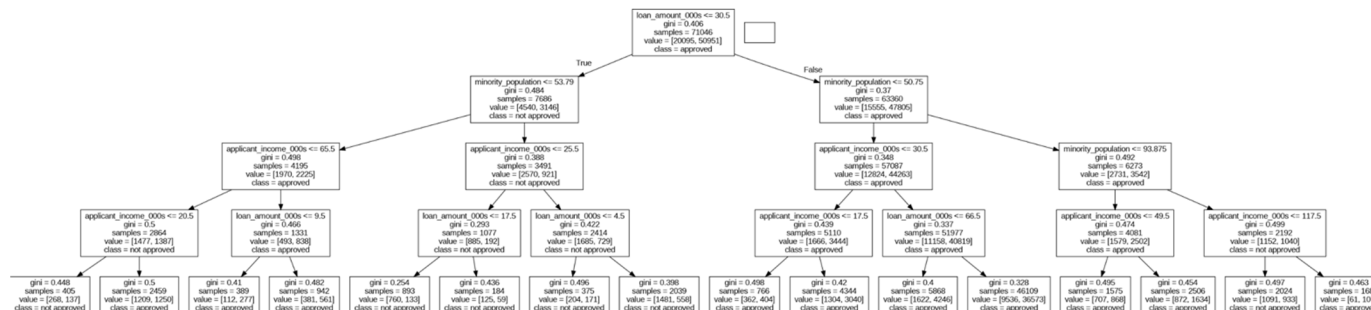 loan_amount_000s <= 30.5
gini = 0.406
samples = 71046
value = [20095, 50951]
class = approved
True
False
minority_population <= 53.79
gini = 0.484
samples = 7686
value = [4540, 3146]
class = not approved
minority_population <= 50.75
gini = 0.37
samples = 63360
value = [15555, 47805]
class = approved
applicant_income_000s <= 65.5
gini = 0.498
samples = 4195
value = [1970, 2225]
class = approved
applicant_income_000s <= 25.5
gini = 0.388
samples = 3491
value = [2570, 921]
class = not approved
applicant_income_000s <= 30.5
gini = 0.348
samples = 57087
value = [12824, 44263]
class = approved
minority_population <= 93.875
gini = 0.492
samples = 6273
value = [2731, 3542]
class = approved
applicant_income_000s <= 20.5
gini = 0.5
samples = 2864
value = [1477, 1387]
class = not approved
loan_amount_000s <= 9.5
gini = 0.466
samples = 1331
value = [493, 838]
class = approved
loan_amount_000s <= 17.5
gini = 0.293
samples = 1077
value = [885, 192]
class = not approved
loan_amount_000s <= 4.5
gini = 0.422
samples = 2414
value = [1685, 729]
class = not approved
applicant_income_000s <= 17.5
gini = 0.439
samples = 5110
value = [1666, 3444]
class = approved
loan_amount_000s <= 66.5
gini = 0.337
samples = 51977
value = [11158, 40819]
class = approved
applicant_income_000s <= 49.5
gini = 0.474
samples = 4081
value = [1579, 2502]
class = approved
applicant_income_000s <= 117.5
gini = 0.499
samples = 2192
value = [1152, 1040]
class = not approved
gini = 0.448
samples = 405
value = [268, 137]
class = not approved
gini = 0.5
samples = 2459
value = [1209, 1250]
class = approved
gini = 0.41
samples = 389
value = [112, 277]
class = approved
gini = 0.482
samples = 942
value = [381, 561]
class = approved
gini = 0.254
samples = 893
value = [760, 133]
class = not approved
gini = 0.436
samples = 184
value = [125, 59]
class = not approved
gini = 0.496
samples = 375
value = [204, 171]
class = not approved
gini = 0.398
samples = 2039
value = [1481, 558]
class = not approved
gini = 0.498
samples = 766
value = [362, 404]
class = approved
gini = 0.42
samples = 4344
value = [1304, 3040]
class = approved
gini = 0.4
samples = 5868
value = [1622, 4246]
class = approved
gini = 0.328
samples = 46109
value = [9536, 36573]
class = approved
gini = 0.495
samples = 1575
value = [707, 868]
class = approved
gini = 0.454
samples = 2506
value = [872, 1634]
class = approved
gini = 0.497
samples = 2024
value = [1091, 933]
class = not approved
gini = 0.463
samples =
value = [61,
class = approved